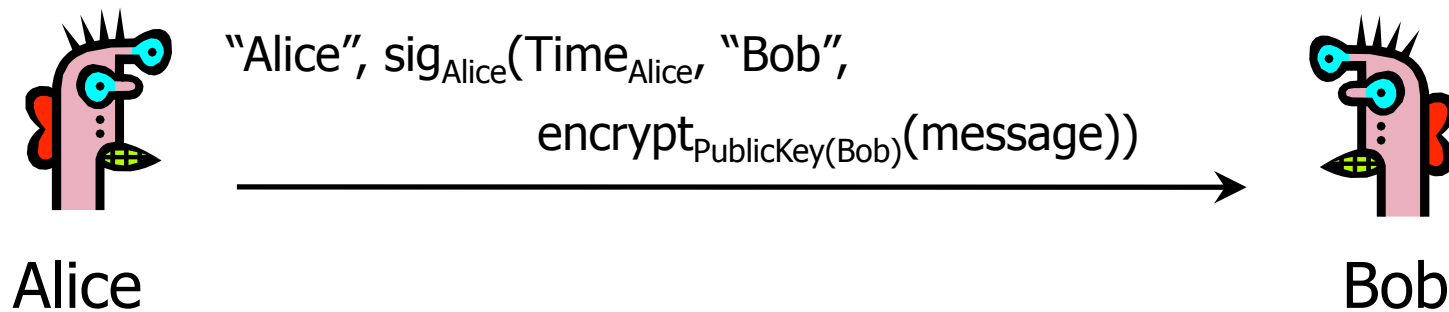 “Alice”, sigAlice(TimeAlice, “Bob”,
encryptPublicKey(Bob)(message))
Alice
Bob